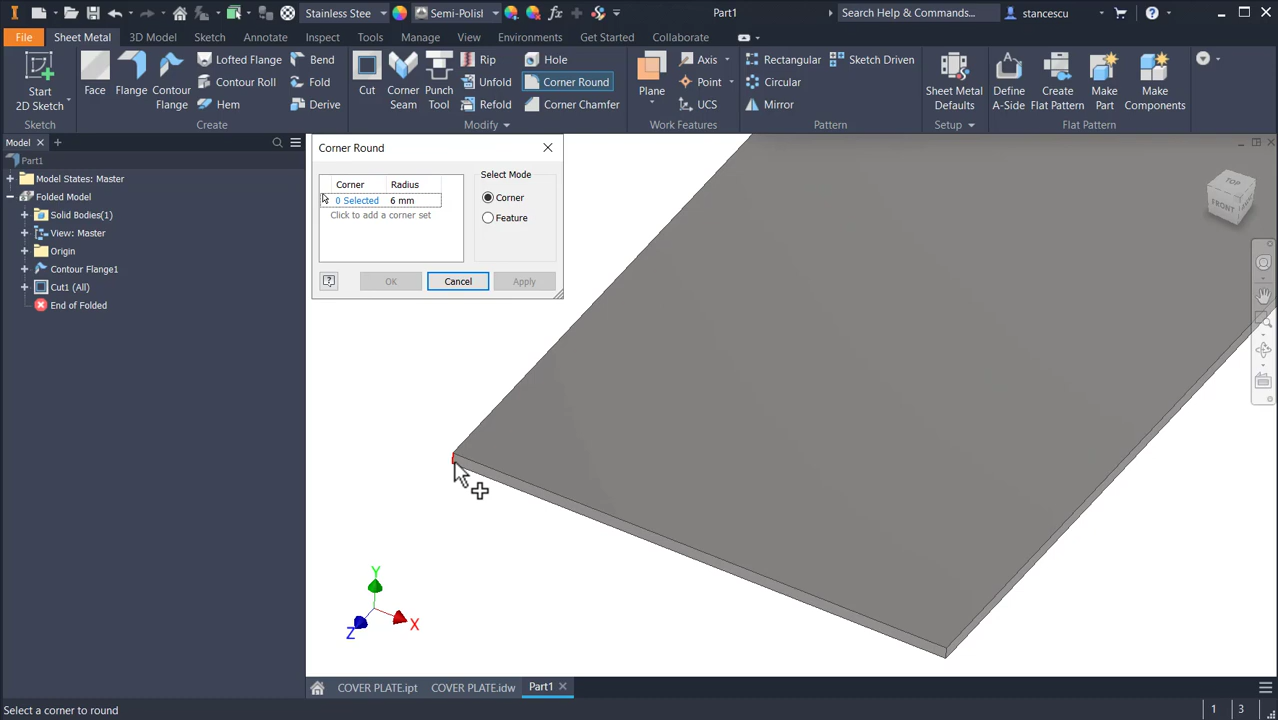 Stainless Stee
Semi-Polisl
Part1
Search Help & Commands...
stancescu
File
Sheet Metal
3D Model
Sketch
Annotate
Inspect
Tools
Manage
View
Environments
Get Started
Collaborate
Start
2D Sketch
Face
Flange
Contour
Flange
Lofted Flange
Contour Roll
Hem
Bend
Fold
Derive
Cut
Corner
Seam
Punch
Tool
Rip
Unfold
Refold
Hole
Corner Round
Corner Chamfer
Plane
Axis
Point
UCS
Rectangular
Circular
Mirror
Sketch Driven
Sheet Metal
Defaults
Define
A-Side
Create
Flat Pattern
Make
Part
Make
Components
Sketch
Create
Modify
Work Features
Pattern
Setup
Flat Pattern
Model
Part1
Model States: Master
Folded Model
Solid Bodies(1)
View: Master
Origin
Contour Flange1
Cut1 (All)
End of Folded
Corner Round
Corner Radius
0 Selected 6 mm
Click to add a corner set
Select Mode
Corner
Feature
OK
Cancel
Apply
TOP
FRONT
Y
X
Z
COVER PLATE.ipt
COVER PLATE.idw
Part1
Select a corner to round
1 3